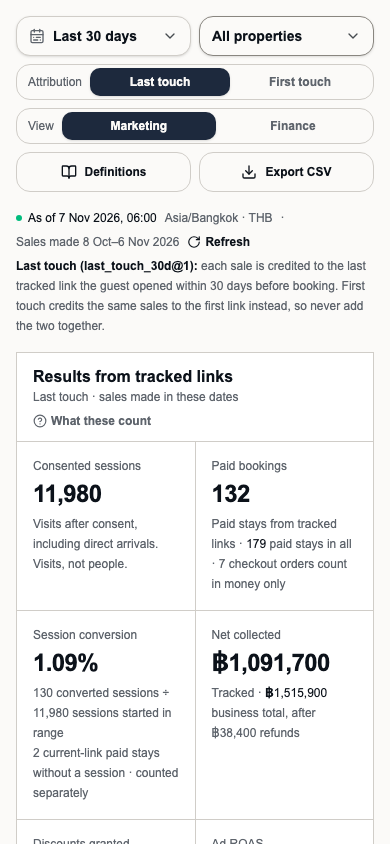 Last 30 days
All properties
Attribution
Last touch
First touch
View
Marketing
Finance
Definitions
Export CSV
As of 7 Nov 2026, 06:00 Asia/Bangkok · THB ·
Sales made 8 Oct–6 Nov 2026 Refresh
Last touch (last_touch_30d@1): each sale is credited to the last
tracked link the guest opened within 30 days before booking. First
touch credits the same sales to the first link instead, so never add
the two together.
Results from tracked links
Last touch · sales made in these dates
What these count
Consented sessions
11,980
Visits after consent,
including direct arrivals.
Visits, not people.
Paid bookings
132
Paid stays from tracked
links · 179 paid stays in all
· 7 checkout orders count
in money only
Session conversion
1.09%
130 converted sessions ÷
11,980 sessions started in
range
2 current-link paid stays
without a session · counted
separately
Net collected
฿1,091,700
Tracked · ฿1,515,900
business total, after
฿38,400 refunds
Discounts granted
Ad ROAS